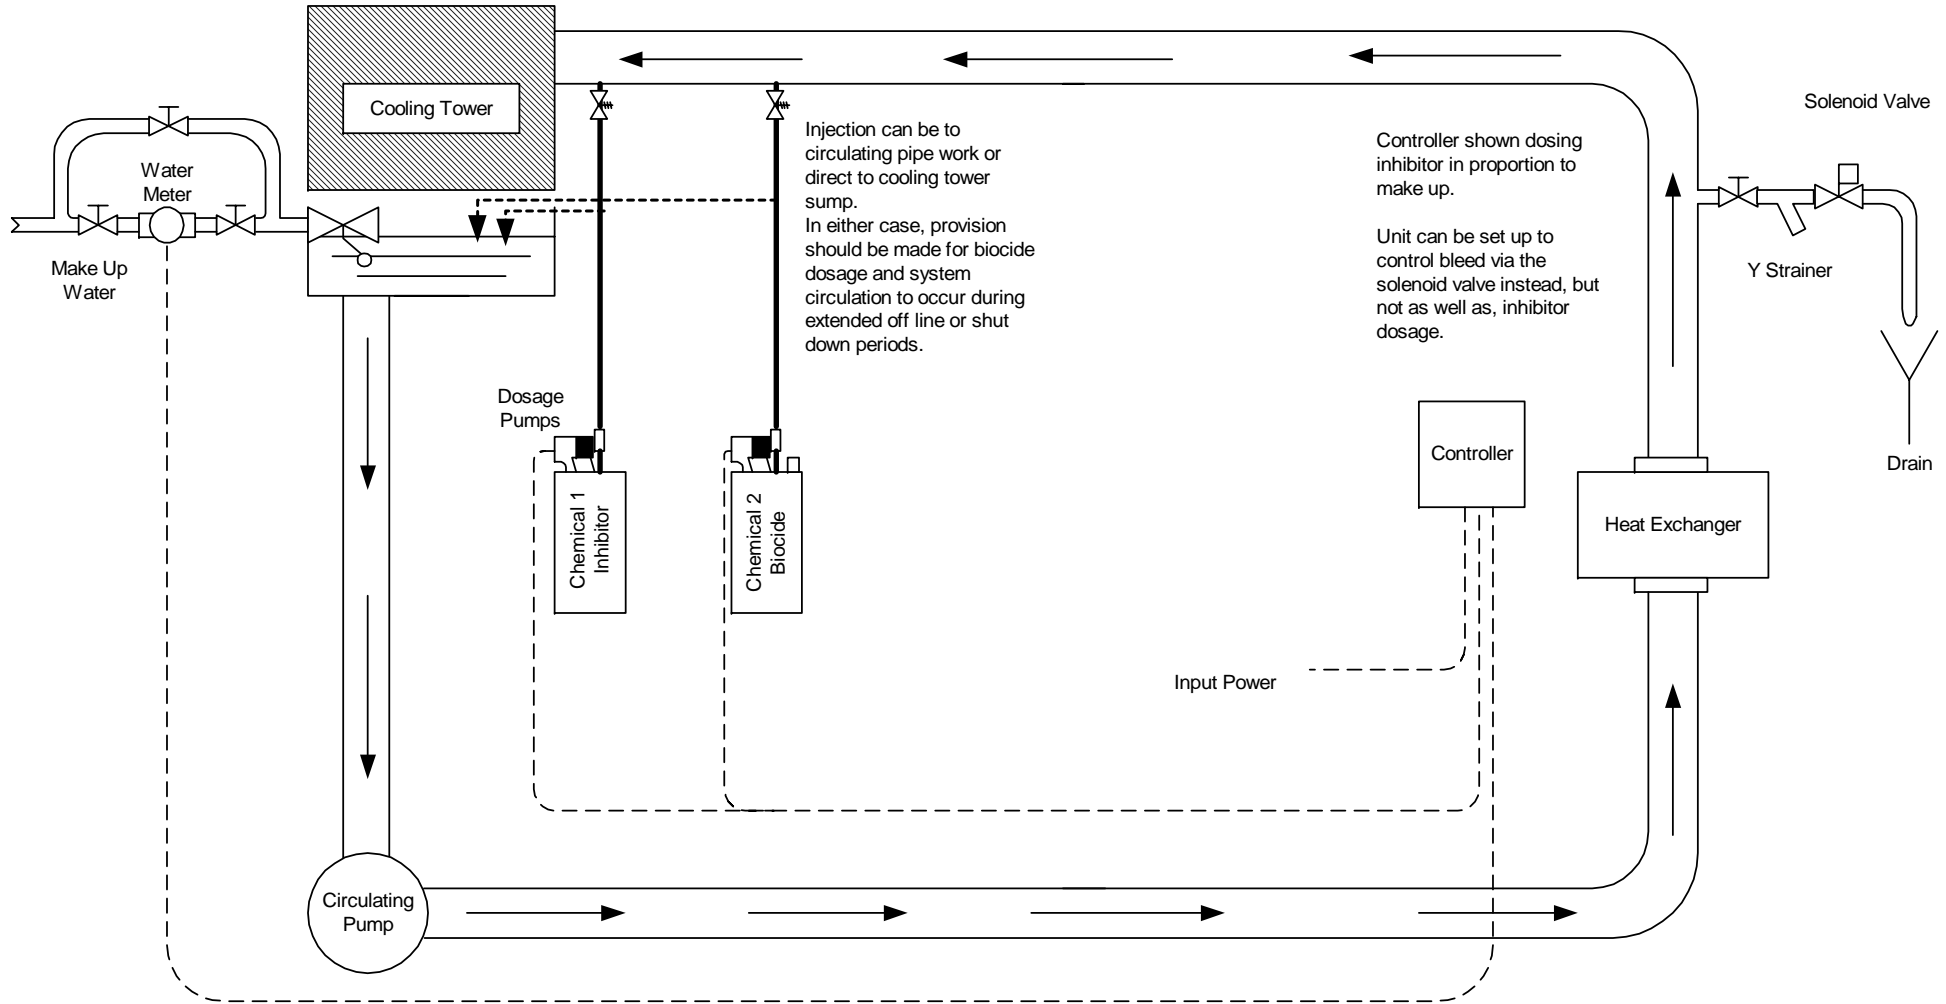 Cooling Tower
Solenoid Valve
Water
Meter
Make Up
Water
Injection can be to
circulating pipe work or
direct to cooling tower
sump.
In either case, provision
should be made for biocide
dosage and system
circulation to occur during
extended off line or shut
down periods.
Controller shown dosing
inhibitor in proportion to
make up.
Unit can be set up to
control bleed via the
solenoid valve instead, but
not as well as, inhibitor
dosage.
Y Strainer
Drain
Dosage
Pumps
Chemical 1
Inhibitor
Chemical 2
Biocide
Controller
Heat Exchanger
Input Power
Circulating
Pump